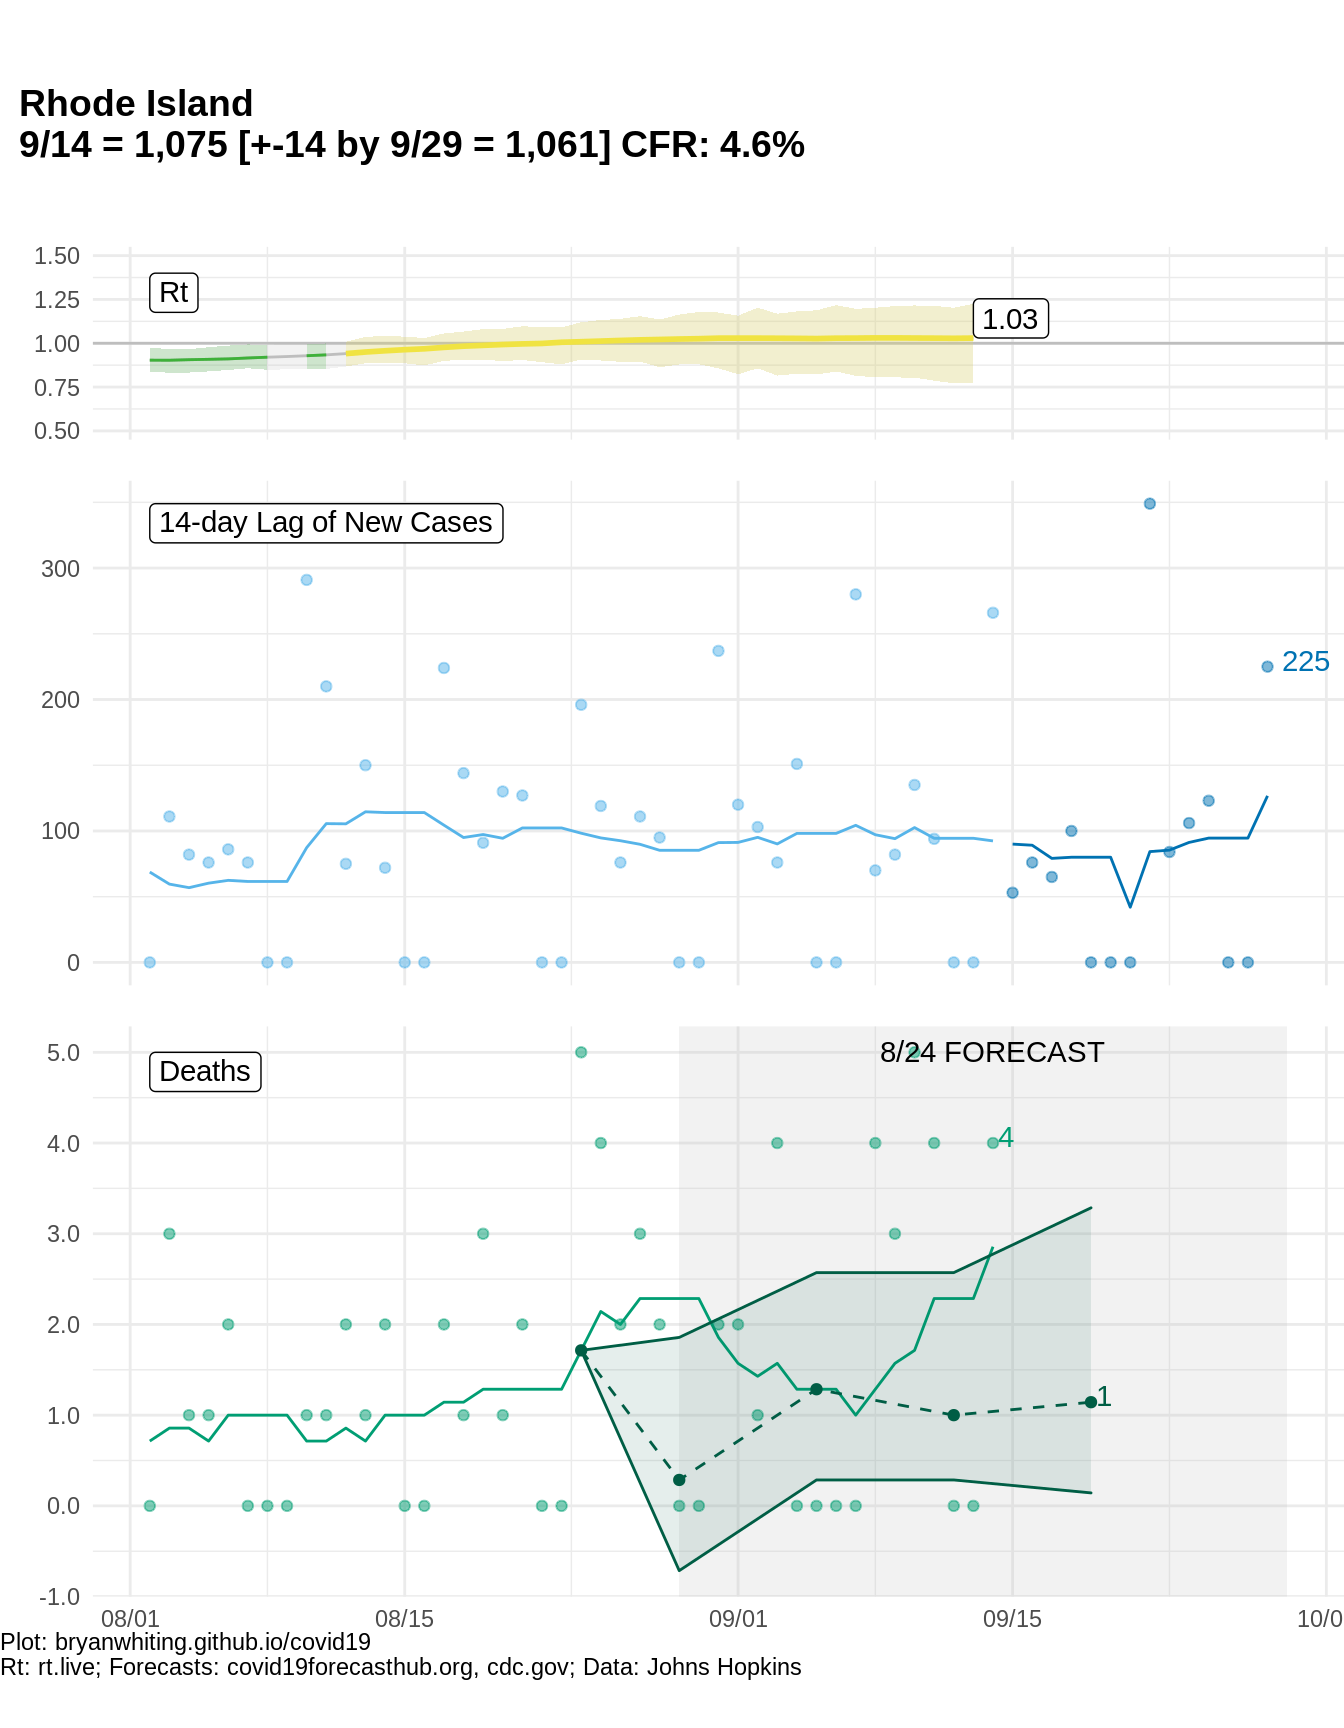 Rhode Island
9/14 = 1,075 [+-14 by 9/29 = 1,061] CFR: 4.6%
1.50
1.25
1.00
0.75
0.50
Rt
1.03
14-day Lag of New Cases
300
200
100
0
225
5.0
4.0
3.0
2.0
1.0
0.0
-1.0
Deaths
8/24 FORECAST
4
1
08/01 08/15 09/01 09/15 10/0
Plot: bryanwhiting.github.io/covid19
Rt: rt.live; Forecasts: covid19forecasthub.org, cdc.gov; Data: Johns Hopkins